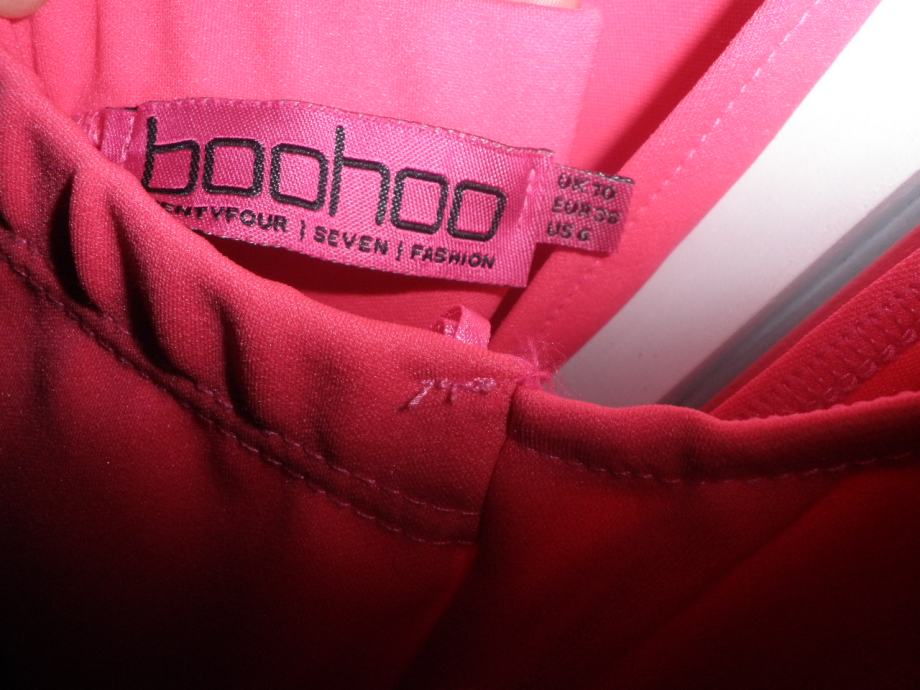 boohoo
ENTYFOUR | SEVEN | FASHION
UK 10
EUR 38
US 6